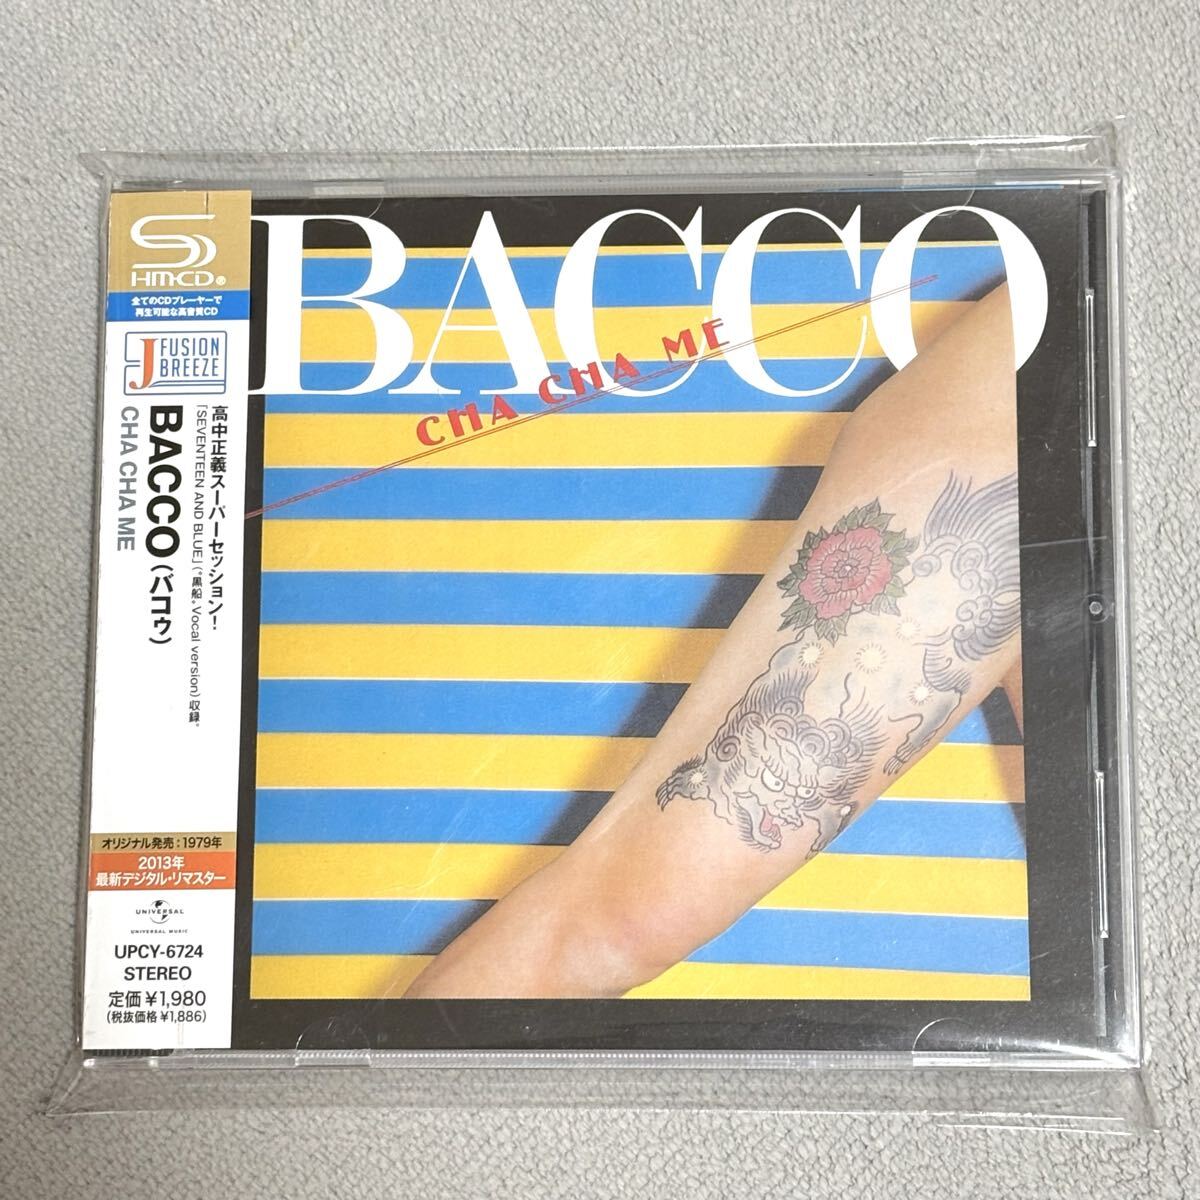 BACCO
CHA CHA ME
HM-CD®
全てのCDプレーヤーで
再生可能な高音質CD
J FUSION
BREEZE
高中正義スーパーセッション!
「SEVENTEEN AND BLUE」(“黒船” Vocal version)収録。
BACCO(バコゥ)
CHA CHA ME
オリジナル発売:1979年
2013年
最新デジタル・リマスター
UNIVERSAL
UNIVERSAL MUSIC
UPCY-6724
STEREO
定価¥1,980
(税抜価格¥1,886)